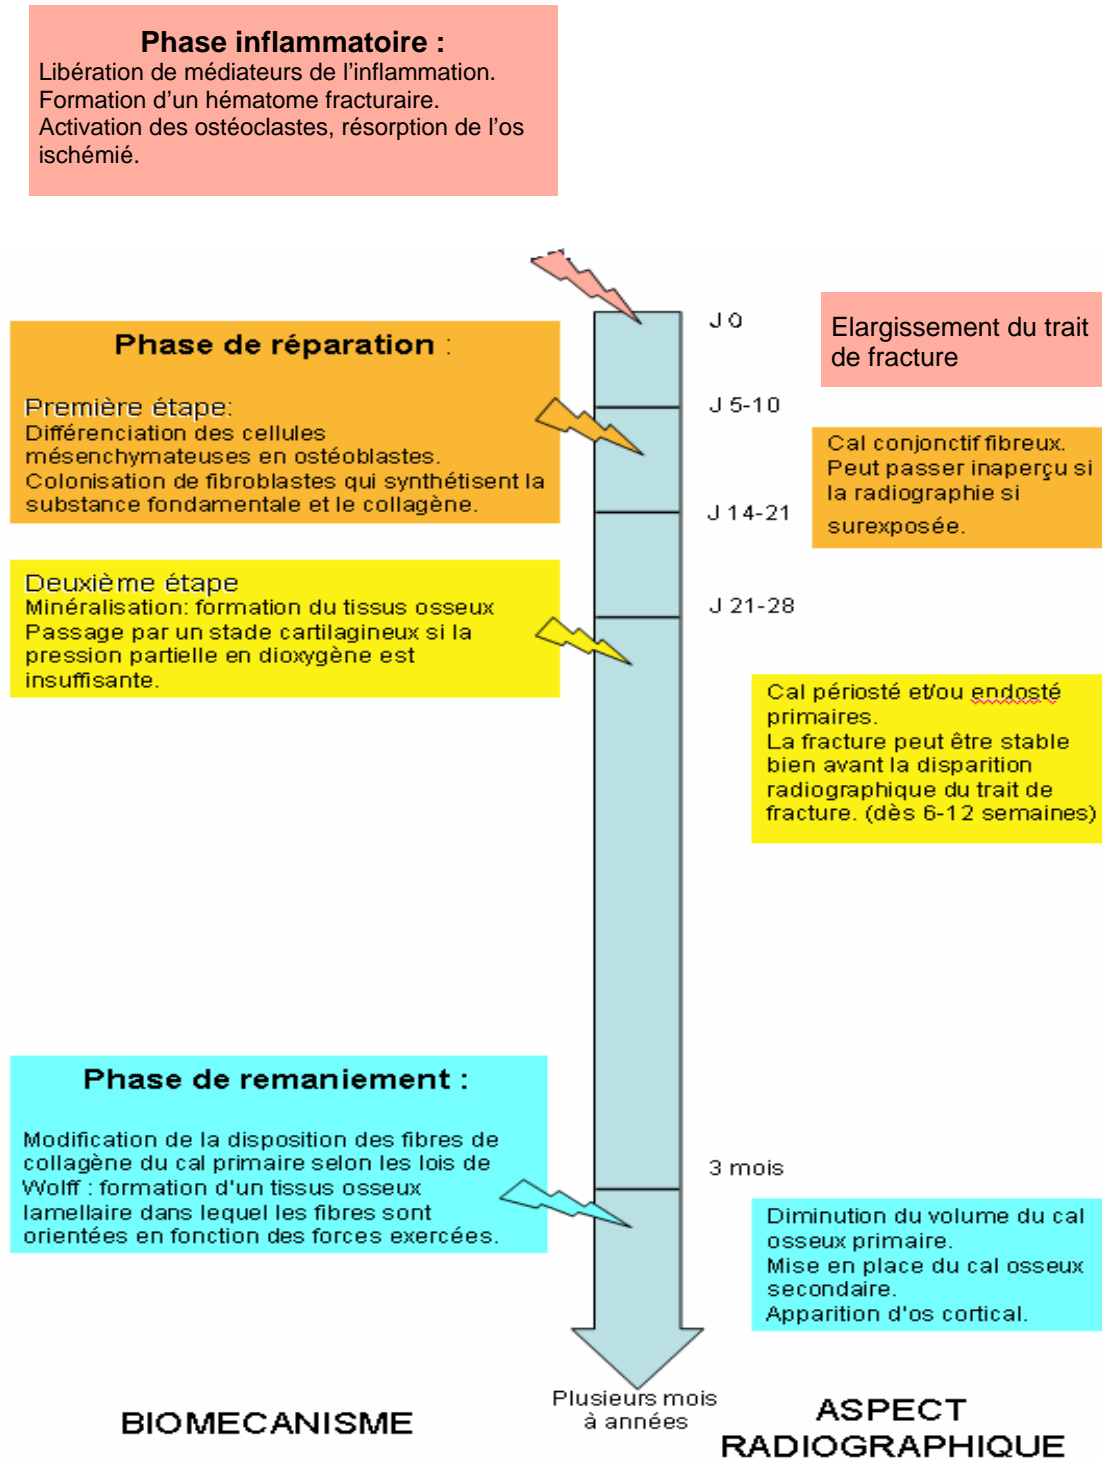 Phase inflammatoire :
Libération de médiateurs de l'inflammation.
Formation d'un hématome fracturaire.
Activation des ostéoclastes, résorption de l'os
ischémié.
J 0
Elargissement du trait
de fracture
Phase de réparation :
Première étape:
Différenciation des cellules
mésenchymateuses en ostéoblastes.
Colonisation de fibroblastes qui synthétisent la
substance fondamentale et le collagène.
J 5-10
Cal conjonctif fibreux.
Peut passer inaperçu si
la radiographie si
surexposée.
J 14-21
Deuxième étape
Minéralisation: formation du tissus osseux
Passage par un stade cartilagineux si la
pression partielle en dioxygène est
insuffisante.
J 21-28
Cal périosté et/ou endosté
primaires.
La fracture peut être stable
bien avant la disparition
radiographique du trait de
fracture. (dès 6-12 semaines)
Phase de remaniement :
Modification de la disposition des fibres de
collagène du cal primaire selon les lois de
Wolff : formation d'un tissus osseux
lamellaire dans lequel les fibres sont
orientées en fonction des forces exercées.
3 mois
Diminution du volume du cal
osseux primaire.
Mise en place du cal osseux
secondaire.
Apparition d'os cortical.
Plusieurs mois
à années
BIOMECANISME
ASPECT
RADIOGRAPHIQUE